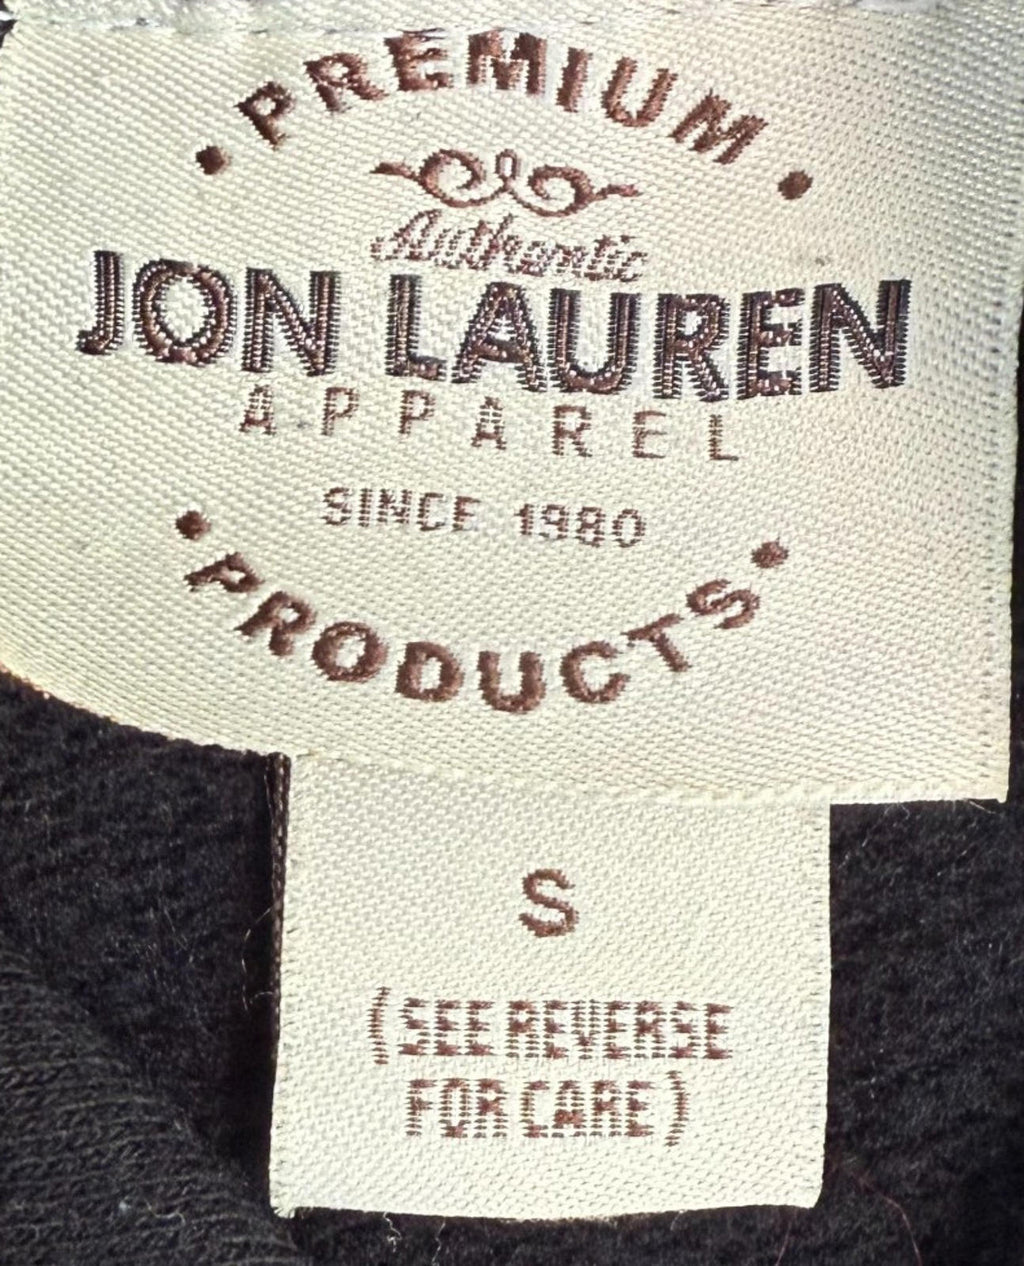 • PREMIUM •
Authentic
JON LAUREN
APPAREL
SINCE 1980
• PRODUCTS •
S
(SEE REVERSE
FOR CARE)